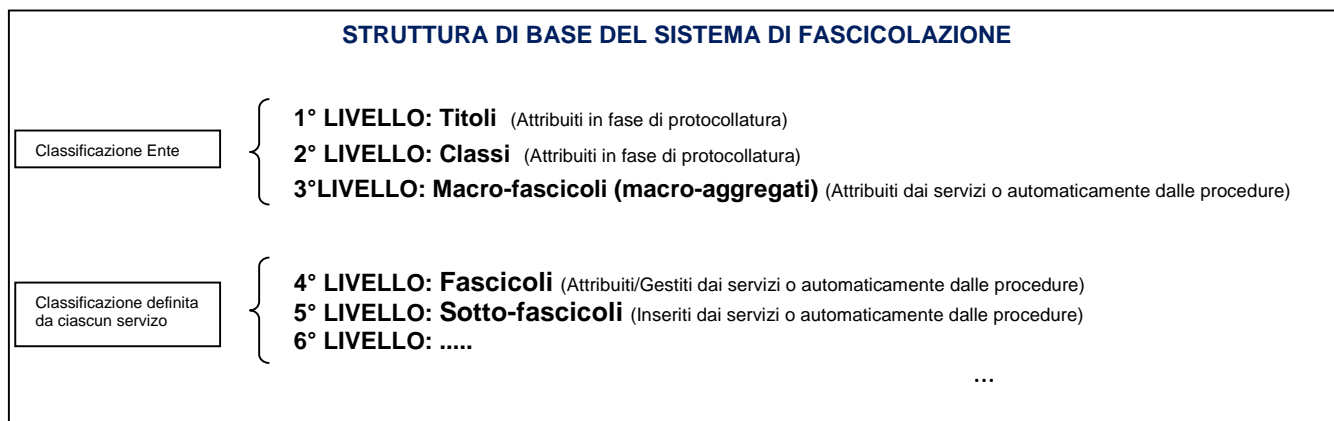 STRUTTURA DI BASE DEL SISTEMA DI FASCICOLAZIONE
Classificazione Ente
1° LIVELLO: Titoli (Attribuiti in fase di protocollatura)
2° LIVELLO: Classi (Attribuiti in fase di protocollatura)
3°LIVELLO: Macro-fascicoli (macro-aggregati) (Attribuiti dai servizi o automaticamente dalle procedure)
Classificazione definita
da ciascun servizo
4° LIVELLO: Fascicoli (Attribuiti/Gestiti dai servizi o automaticamente dalle procedure)
5° LIVELLO: Sotto-fascicoli (Inseriti dai servizi o automaticamente dalle procedure)
6° LIVELLO: .....
...